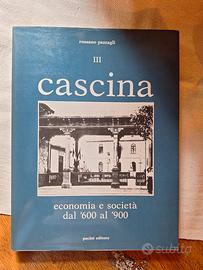 rossano pazzagli
III
cascina
economia e società
dal '600 al '900
pacini editore
subito